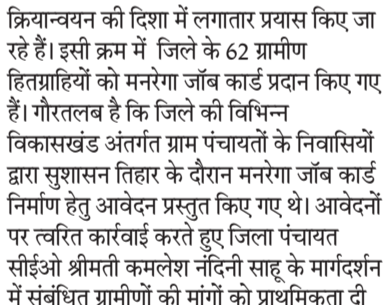 क्रियान्वयन की दिशा में लगातार प्रयास किए जा
रहे हैं। इसी क्रम में जिले के 62 ग्रामीण
हितग्राहियों को मनरेगा जॉब कार्ड प्रदान किए गए
हैं। गौरतलब है कि जिले की विभिन्न
विकासखंड अंतर्गत ग्राम पंचायतों के निवासियों
द्वारा सुशासन तिहार के दौरान मनरेगा जॉब कार्ड
निर्माण हेतु आवेदन प्रस्तुत किए गए थे। आवेदनों
पर त्वरित कार्रवाई करते हुए जिला पंचायत
सीईओ श्रीमती कमलेश नंदिनी साहू के मार्गदर्शन
में संबंधित ग्रामीणों की मांगों को प्राथमिकता दी